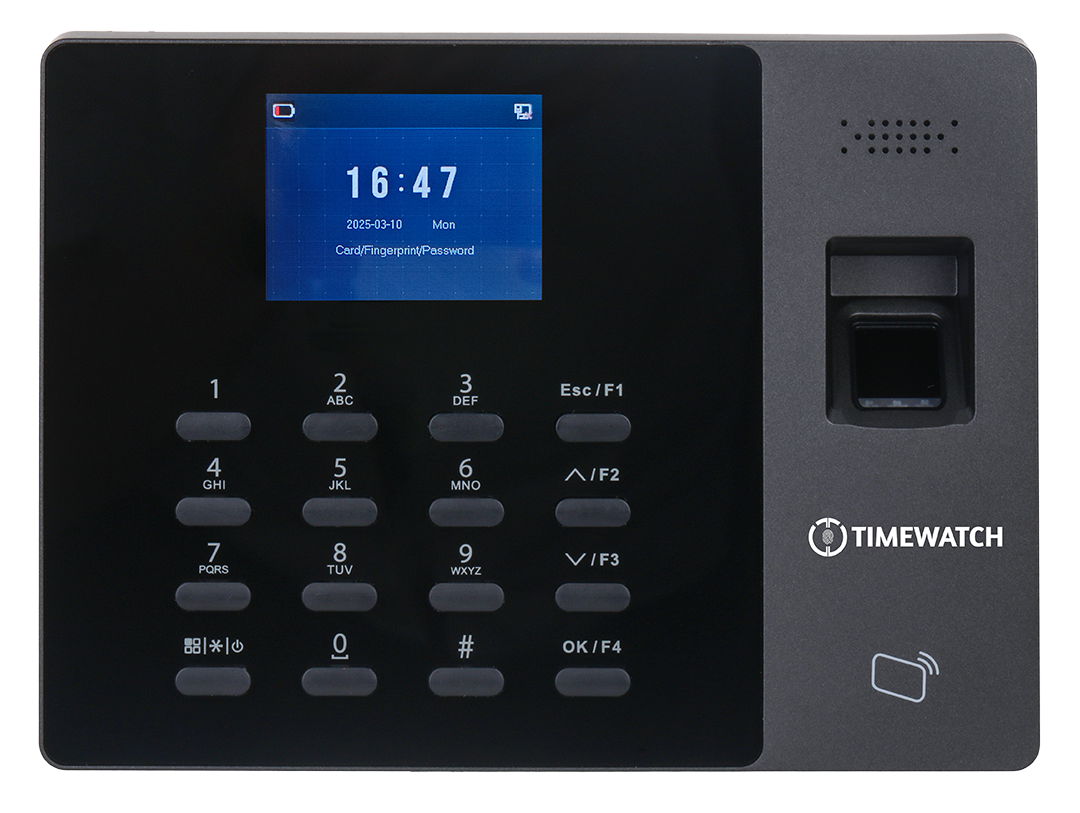 16:47
2025-03-10 Mon
Card/Fingerprint/Password
1 2 3 Esc/F1
ABC DEF
4 5 6 /F2
GHI JKL MNO
7 8 9 /F3
PQRS TUV WXYZ
TIMEWATCH
|*| 0 # OK/F4